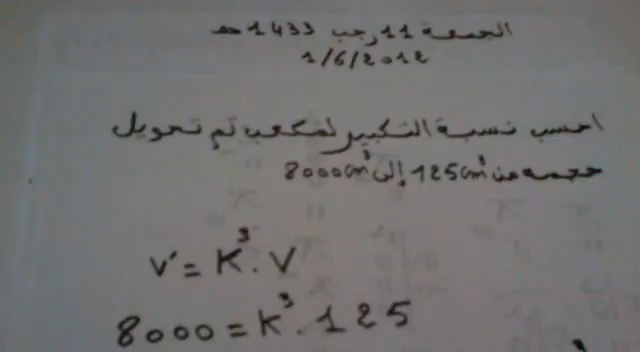 الجمعة 11 رجب 1433 هـ
1/6/2012
احسب نسبة التكبير لمكعب تم تحويل
حجمه من 125cm³ إلى 8000cm³
V' = K³ . V
8000 = K³ . 125